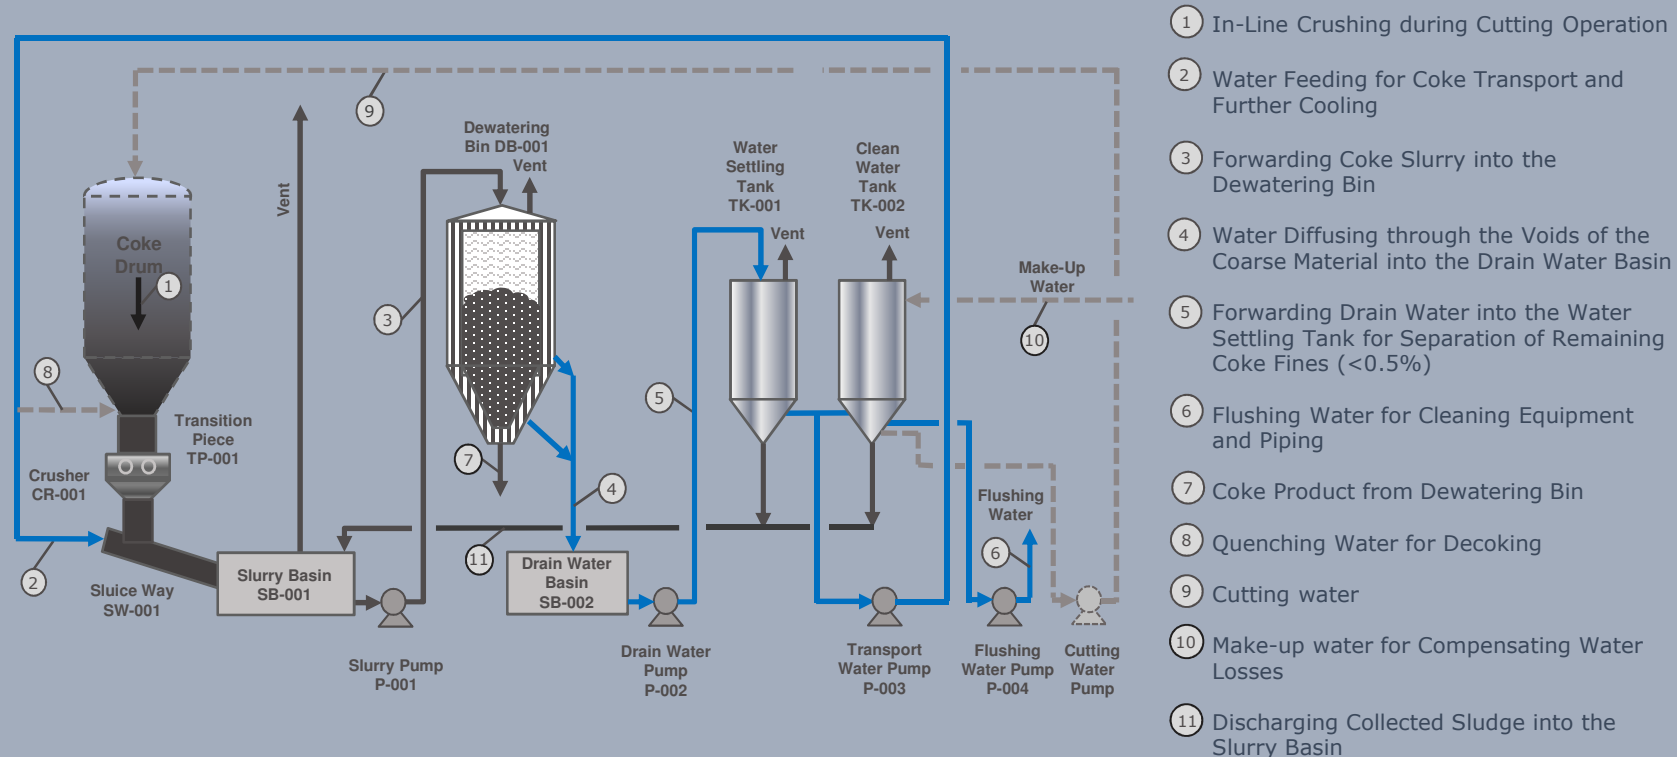 9
Dewatering
Bin DB-001
Vent
Water
Settling
Tank
TK-001
Clean
Water
Tank
TK-002
Vent
Vent
Vent
Coke
Drum
1
Make-Up
Water
10
3
8
5
Transition
Piece
TP-001
Crusher
CR-001
7
4
Flushing
Water
6
11
2
Sluice Way
SW-001
Slurry Basin
SB-001
Drain Water
Basin
SB-002
Slurry Pump
P-001
Drain Water
Pump
P-002
Transport
Water Pump
P-003
Flushing
Water Pump
P-004
Cutting
Water
Pump
1 In-Line Crushing during Cutting Operation
2 Water Feeding for Coke Transport and
Further Cooling
3 Forwarding Coke Slurry into the
Dewatering Bin
4 Water Diffusing through the Voids of the
Coarse Material into the Drain Water Basin
5 Forwarding Drain Water into the Water
Settling Tank for Separation of Remaining
Coke Fines (<0.5%)
6 Flushing Water for Cleaning Equipment
and Piping
7 Coke Product from Dewatering Bin
8 Quenching Water for Decoking
9 Cutting water
10 Make-up water for Compensating Water
Losses
11 Discharging Collected Sludge into the
Slurry Basin